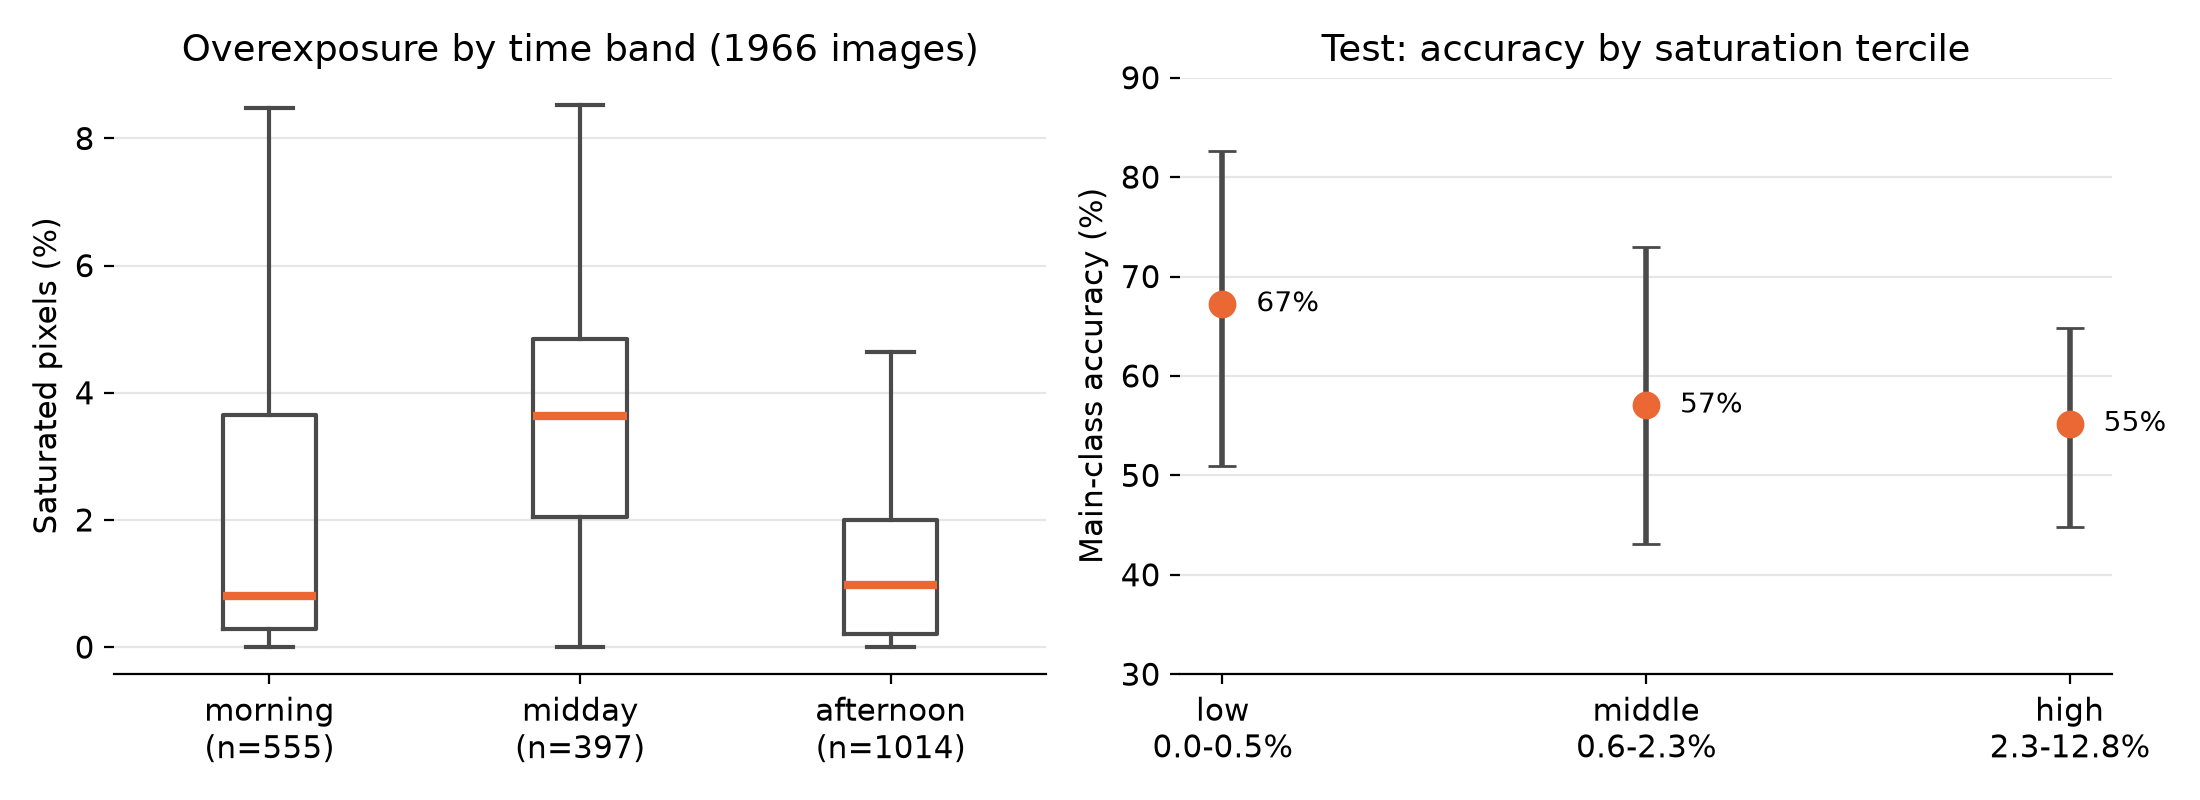 Overexposure by time band (1966 images)
Saturated pixels (%)
8
6
4
2
0
morning
(n=555)
midday
(n=397)
afternoon
(n=1014)
Test: accuracy by saturation tercile
Main-class accuracy (%)
90
80
70
60
50
40
30
67%
57%
55%
low
0.0-0.5%
middle
0.6-2.3%
high
2.3-12.8%